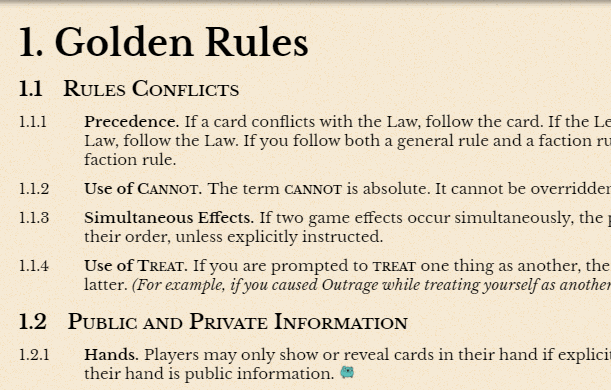 1. Golden Rules
1.1 Rules Conflicts
1.1.1 Precedence. If a card conflicts with the Law, follow the card. If the
Law, follow the Law. If you follow both a general rule and a faction
faction rule.
1.1.2 Use of Cannot. The term cannot is absolute. It cannot be overridden
1.1.3 Simultaneous Effects. If two game effects occur simultaneously, the
their order, unless explicitly instructed.
1.1.4 Use of Treat. If you are prompted to treat one thing as another, the
latter. (For example, if you caused Outrage while treating yourself as another
1.2 Public and Private Information
1.2.1 Hands. Players may only show or reveal cards in their hand if
their hand is public information.